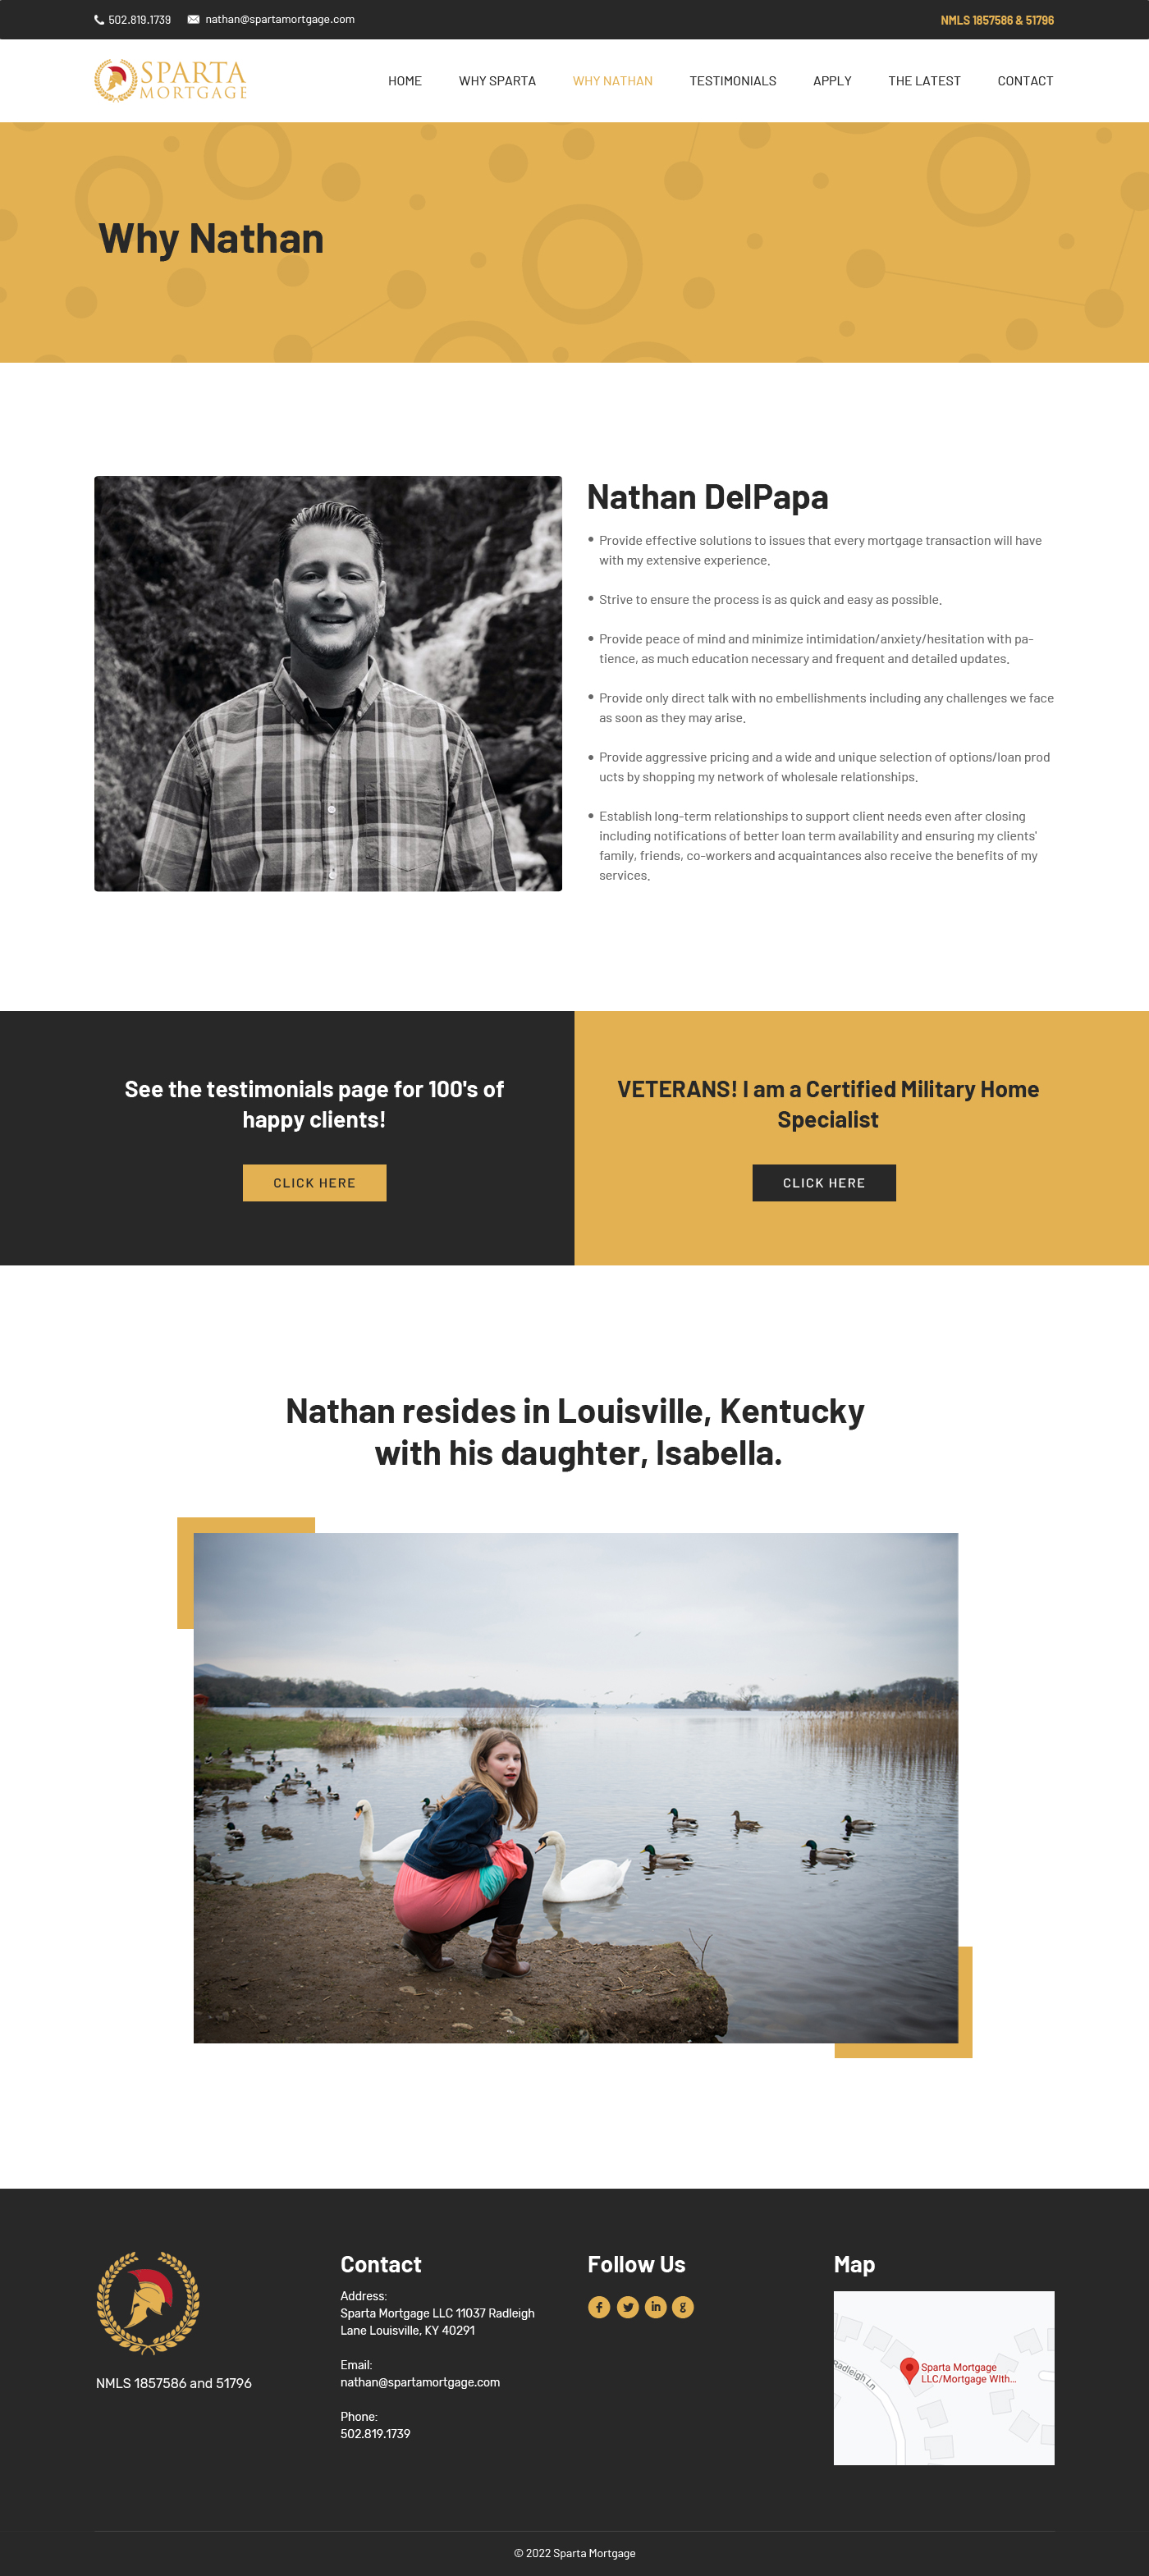 502.819.1739
nathan@spartamortgage.com
NMLS 1857586 & 51796
SPARTA
MORTGAGE
HOME
WHY SPARTA
WHY NATHAN
TESTIMONIALS
APPLY
THE LATEST
CONTACT
Why Nathan
Nathan DelPapa
• Provide effective solutions to issues that every mortgage transaction will have
with my extensive experience.
• Strive to ensure the process is as quick and easy as possible.
• Provide peace of mind and minimize intimidation/anxiety/hesitation with pa-
tience, as much education necessary and frequent and detailed updates.
• Provide only direct talk with no embellishments including any challenges we face
as soon as they may arise.
• Provide aggressive pricing and a wide and unique selection of options/loan prod
ucts by shopping my network of wholesale relationships.
• Establish long-term relationships to support client needs even after closing
including notifications of better loan term availability and ensuring my clients'
family, friends, co-workers and acquaintances also receive the benefits of my
services.
See the testimonials page for 100's of
happy clients!
CLICK HERE
VETERANS! I am a Certified Military Home
Specialist
CLICK HERE
Nathan resides in Louisville, Kentucky
with his daughter, Isabella.
NMLS 1857586 and 51796
Contact
Address:
Sparta Mortgage LLC 11037 Radleigh
Lane Louisville, KY 40291
Email:
nathan@spartamortgage.com
Phone:
502.819.1739
Follow Us
Map
Radleigh Ln
Sparta Mortgage
LLC/Mortgage WIth...
© 2022 Sparta Mortgage